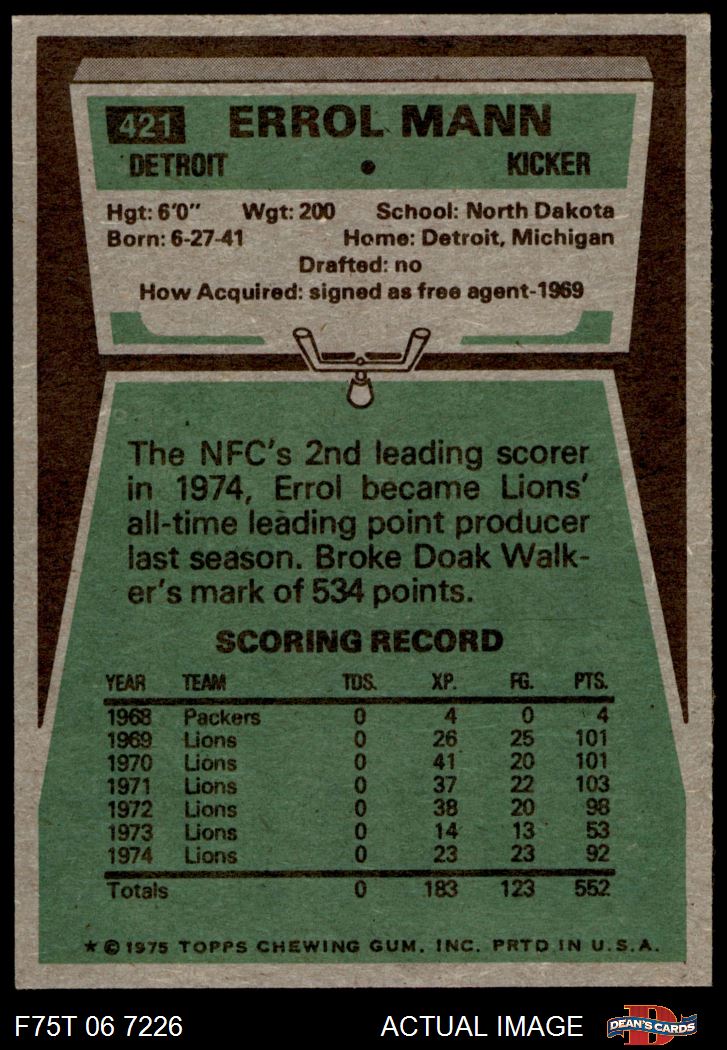 421 ERROL MANN
DETROIT • KICKER
Hgt: 6'0" Wgt: 200 School: North Dakota
Born: 6-27-41 Home: Detroit, Michigan
Drafted: no
How Acquired: signed as free agent-1969
The NFC's 2nd leading scorer
in 1974, Errol became Lions'
all-time leading point producer
last season. Broke Doak Walk-
er's mark of 534 points.
SCORING RECORD
YEAR TEAM TDS. XP. FG. PTS.
1968 Packers 0 4 0 4
1969 Lions 0 26 25 101
1970 Lions 0 41 20 101
1971 Lions 0 37 22 103
1972 Lions 0 38 20 98
1973 Lions 0 14 13 53
1974 Lions 0 23 23 92
Totals 0 183 123 552
★ © 1975 TOPPS CHEWING GUM, INC. PRTD IN U.S.A.
F75T 06 7226 ACTUAL IMAGE D DEAN'S CARDS